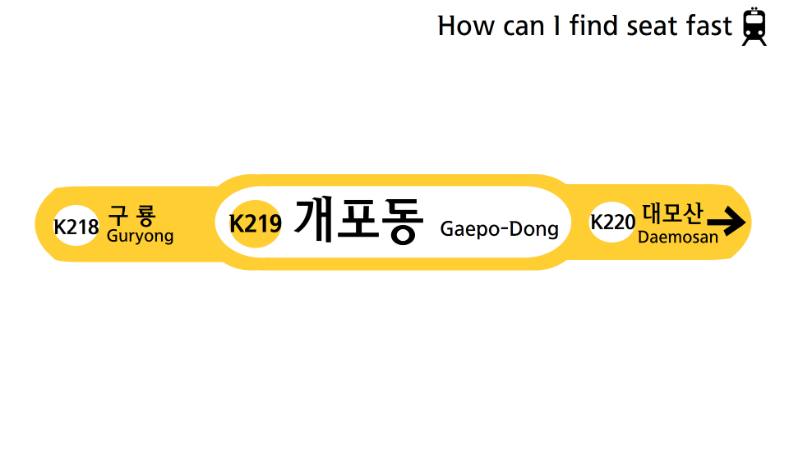 How can I find seat fast
K218 구 룡
Guryong
K219 개포동 Gaepo-Dong
K220 대모산
Daemosan